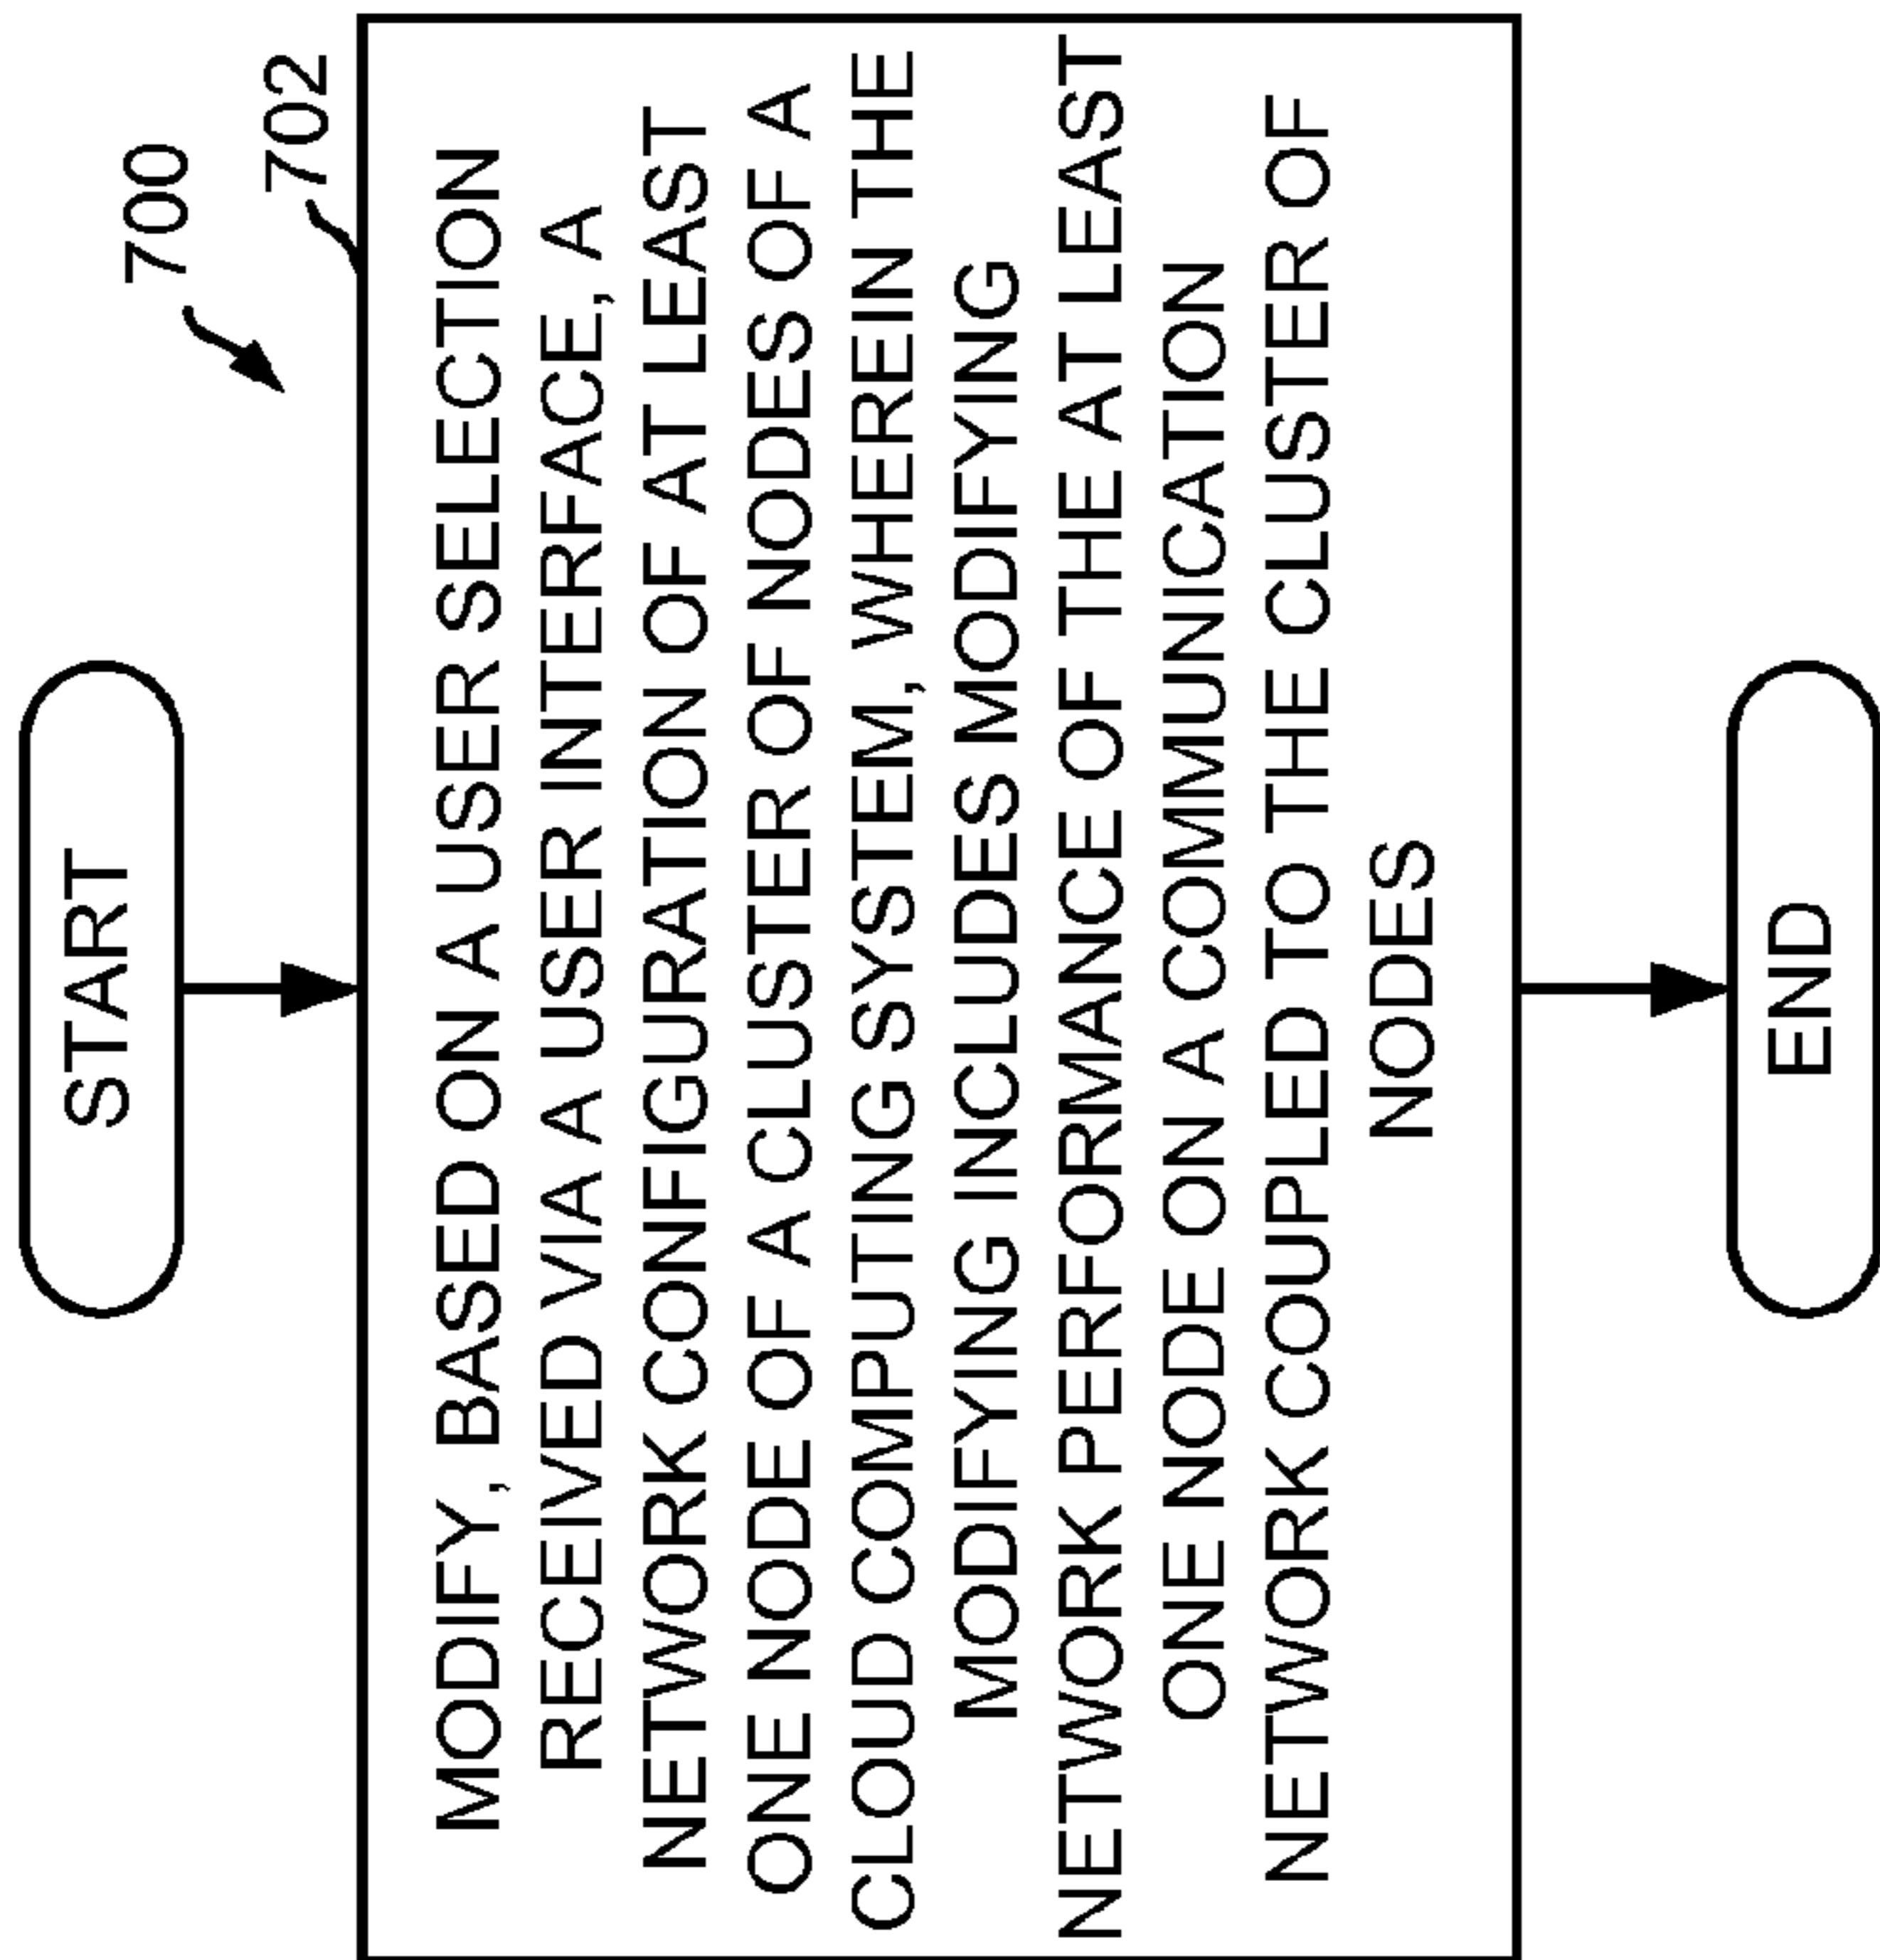 700
START
702
MODIFY, BASED ON A USER SELECTION
RECEIVED VIA A USER INTERFACE, A
NETWORK CONFIGURATION OF AT LEAST
ONE NODE OF A CLUSTER OF NODES OF A
CLOUD COMPUTING SYSTEM, WHEREIN THE
MODIFYING INCLUDES MODIFYING
NETWORK PERFORMANCE OF THE AT LEAST
ONE NODE ON A COMMUNICATION
NETWORK COUPLED TO THE CLUSTER OF
NODES
END